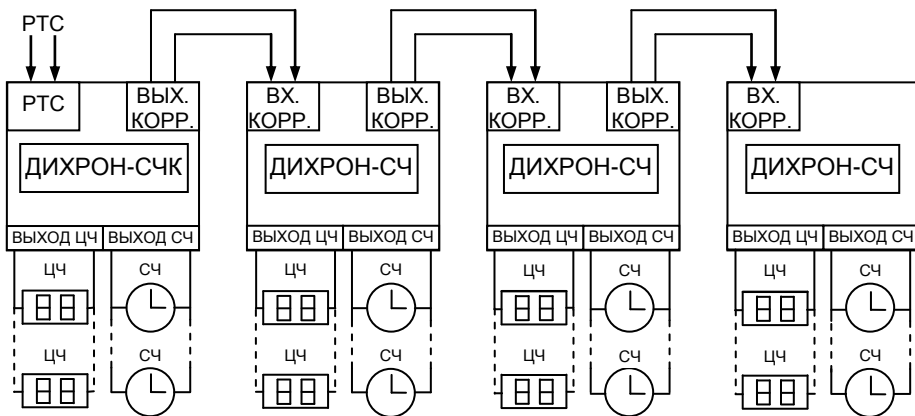 РТС
РТС
ВЫХ.
КОРР.
ДИХРОН-СЧК
ВЫХОД ЦЧ ВЫХОД СЧ
ЦЧ СЧ
ЦЧ СЧ
ВХ.
КОРР.
ВЫХ.
КОРР.
ДИХРОН-СЧ
ВЫХОД ЦЧ ВЫХОД СЧ
ЦЧ СЧ
ЦЧ СЧ
ВХ.
КОРР.
ВЫХ.
КОРР.
ДИХРОН-СЧ
ВЫХОД ЦЧ ВЫХОД СЧ
ЦЧ СЧ
ЦЧ СЧ
ВХ.
КОРР.
ДИХРОН-СЧ
ВЫХОД ЦЧ ВЫХОД СЧ
ЦЧ СЧ
ЦЧ СЧ